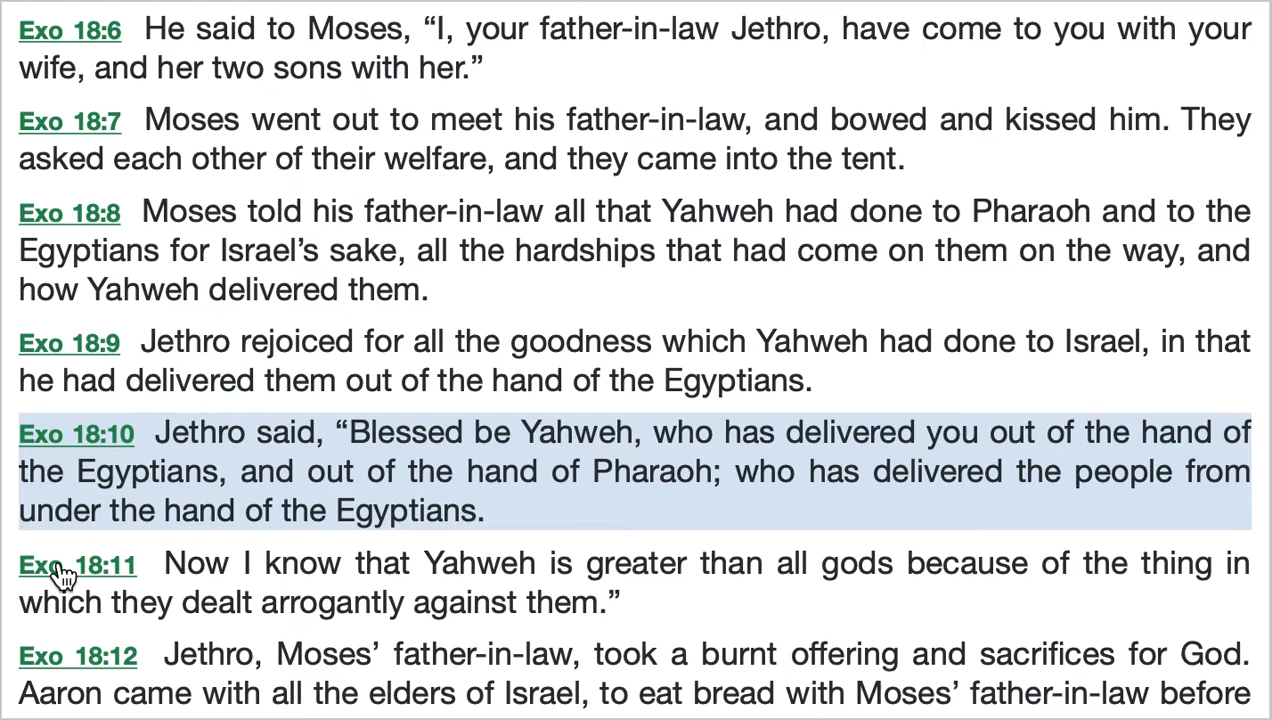 Exo 18:6 He said to Moses, “I, your father-in-law Jethro, have come to you with your
wife, and her two sons with her.”
Exo 18:7 Moses went out to meet his father-in-law, and bowed and kissed him. They
asked each other of their welfare, and they came into the tent.
Exo 18:8 Moses told his father-in-law all that Yahweh had done to Pharaoh and to the
Egyptians for Israel’s sake, all the hardships that had come on them on the way, and
how Yahweh delivered them.
Exo 18:9 Jethro rejoiced for all the goodness which Yahweh had done to Israel, in that
he had delivered them out of the hand of the Egyptians.
Exo 18:10 Jethro said, “Blessed be Yahweh, who has delivered you out of the hand of
the Egyptians, and out of the hand of Pharaoh; who has delivered the people from
under the hand of the Egyptians.
Exo 18:11 Now I know that Yahweh is greater than all gods because of the thing in
which they dealt arrogantly against them.”
Exo 18:12 Jethro, Moses’ father-in-law, took a burnt offering and sacrifices for God.
Aaron came with all the elders of Israel, to eat bread with Moses’ father-in-law before